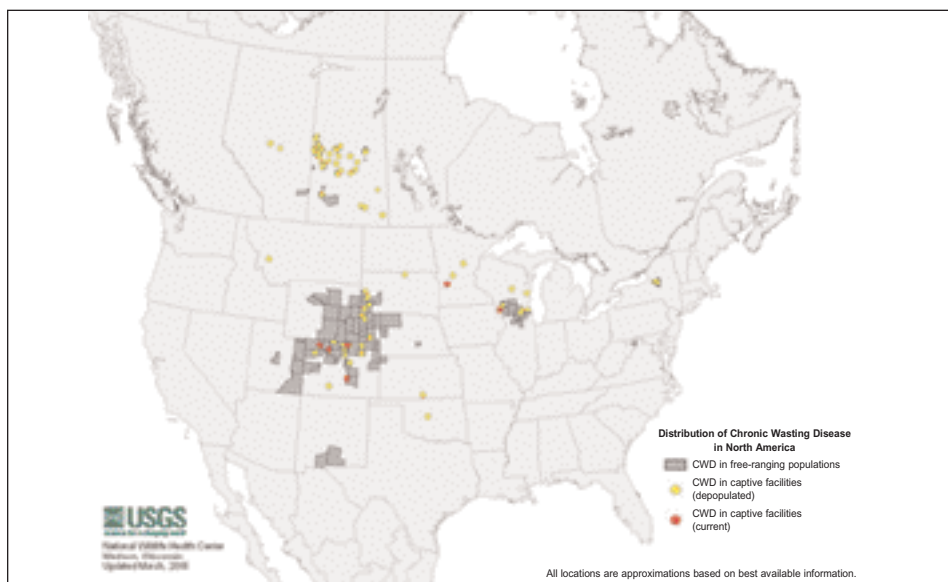 Distribution of Chronic Wasting Disease
in North America
CWD in free-ranging populations
CWD in captive facilities
(depopulated)
CWD in captive facilities
(current)
USGS
National Wildlife Health Center
Madison, Wisconsin
Updated March,
All locations are approximations based on best available information.